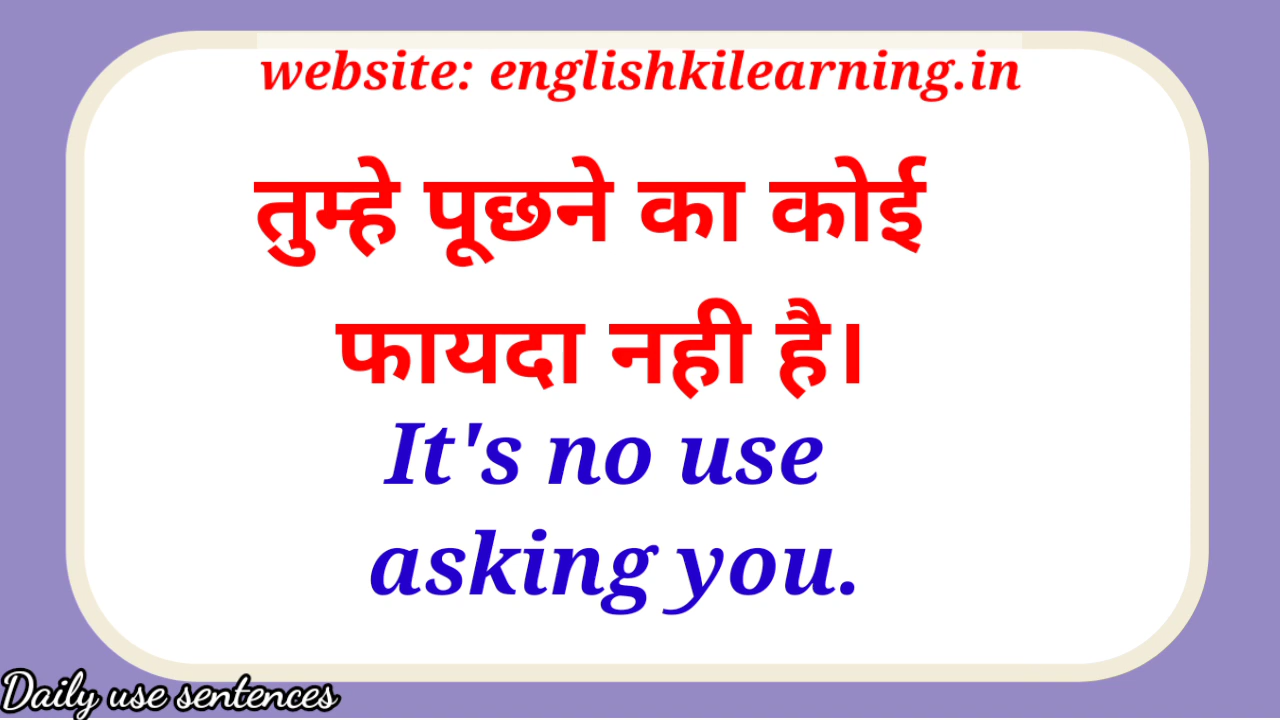 website: englishkilearning.in
तुम्हे पूछने का कोई
फायदा नही है।
It's no use
asking you.
Daily use sentences